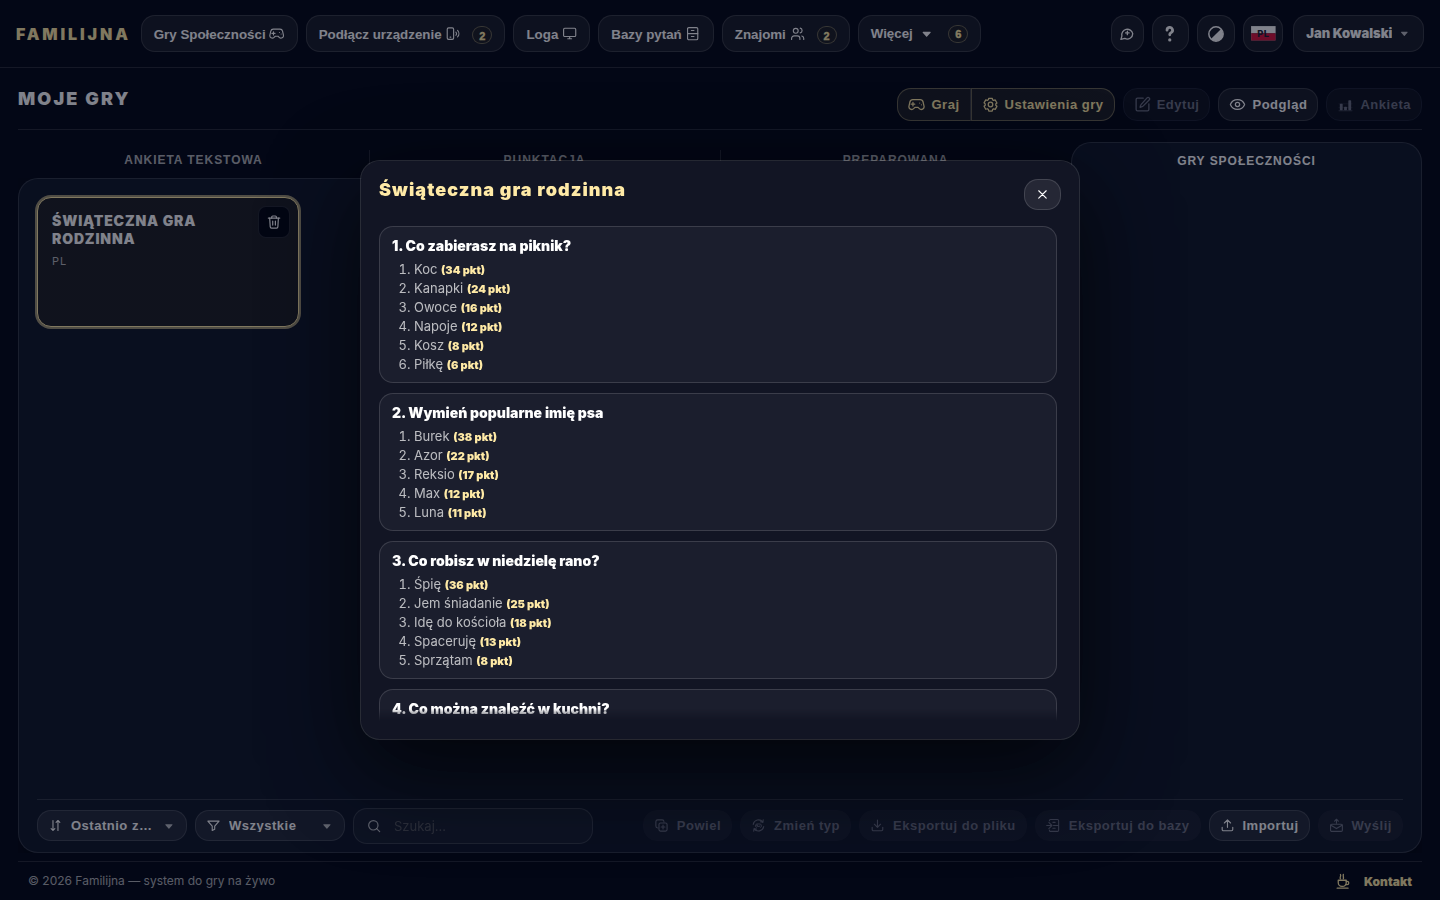 FAMILIJNA
Gry Społeczności
Podłącz urządzenie 2
Loga
Bazy pytań
Znajomi 2
Więcej 6
?
PL
Jan Kowalski
MOJE GRY
Graj
Ustawienia gry
Edytuj
Podgląd
Ankieta
ANKIETA TEKSTOWA
PUNKTACJA
PREPAROWANA
GRY SPOŁECZNOŚCI
ŚWIĄTECZNA GRA
RODZINNA
PL
Świąteczna gra rodzinna
1. Co zabierasz na piknik?
1. Koc (34 pkt)
2. Kanapki (24 pkt)
3. Owoce (16 pkt)
4. Napoje (12 pkt)
5. Kosz (8 pkt)
6. Piłkę (6 pkt)
2. Wymień popularne imię psa
1. Burek (38 pkt)
2. Azor (22 pkt)
3. Reksio (17 pkt)
4. Max (12 pkt)
5. Luna (11 pkt)
3. Co robisz w niedzielę rano?
1. Śpię (36 pkt)
2. Jem śniadanie (25 pkt)
3. Idę do kościoła (18 pkt)
4. Spaceruję (13 pkt)
5. Sprzątam (8 pkt)
4. Co można znaleźć w kuchni?
Ostatnio z...
Wszystkie
Szukaj...
Powiel
Zmień typ
Eksportuj do pliku
Eksportuj do bazy
Importuj
Wyślij
© 2026 Familijna — system do gry na żywo
Kontakt